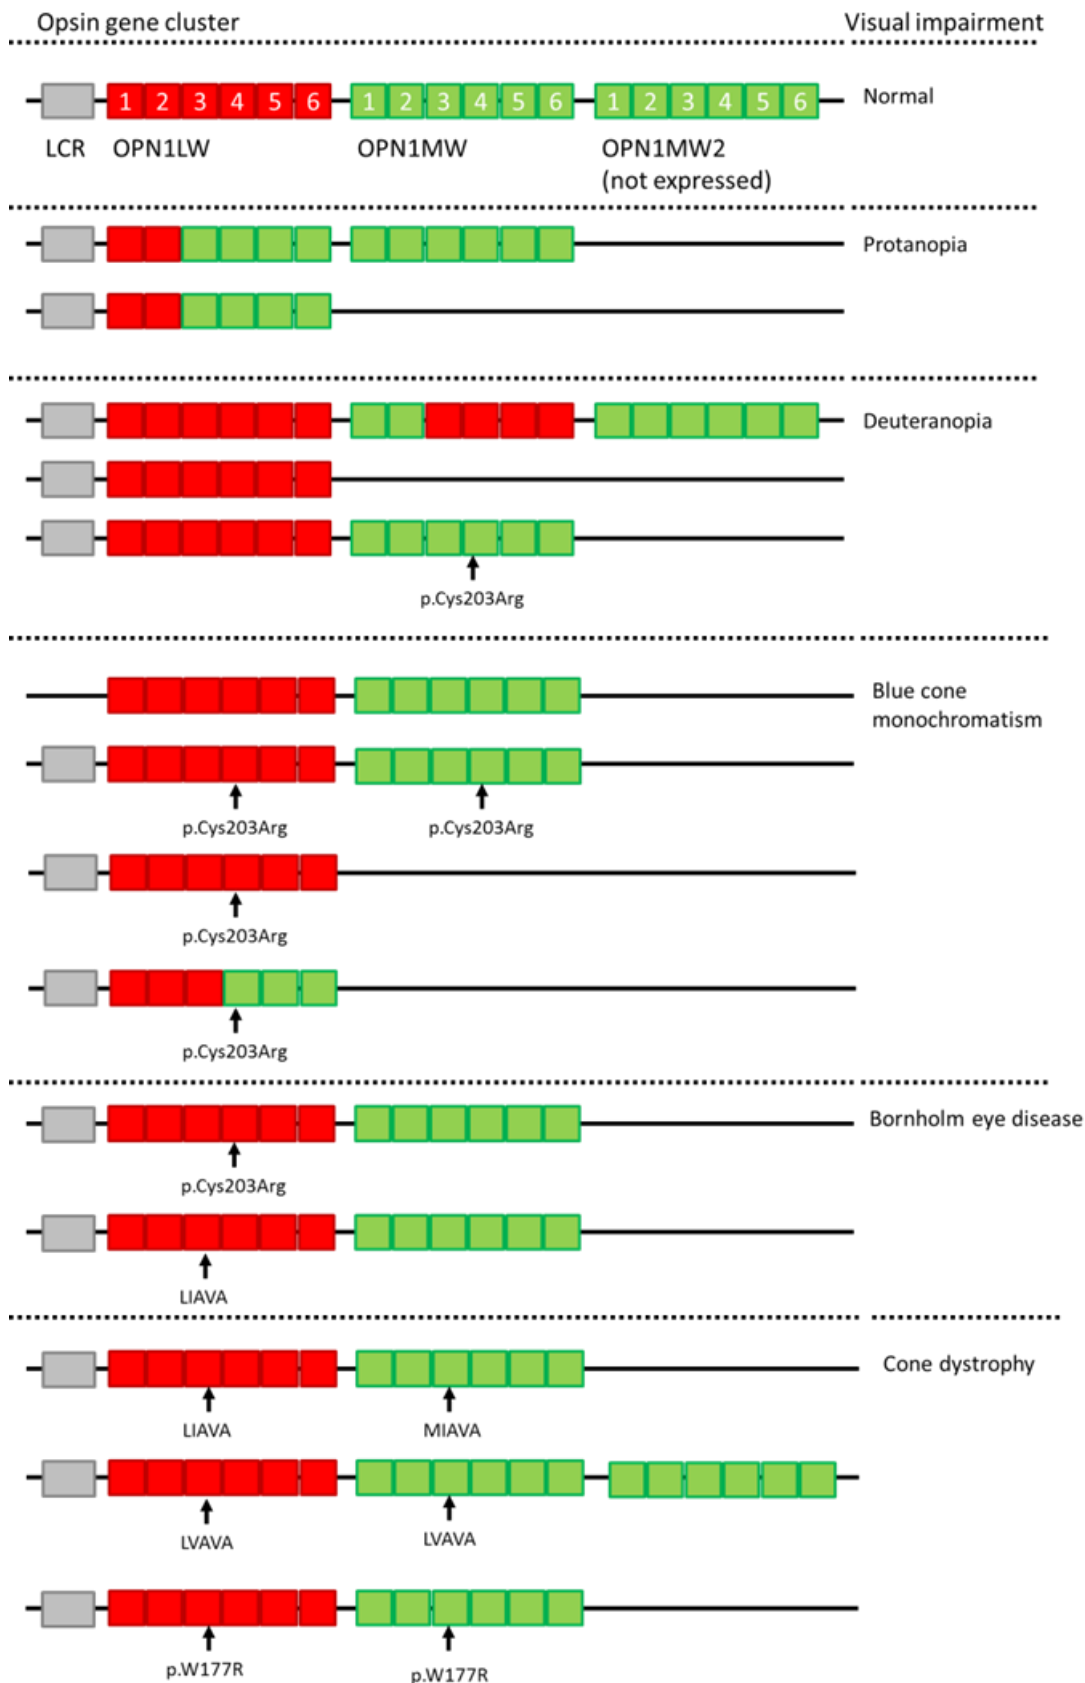 Opsin gene cluster Visual impairment
1 2 3 4 5 6 1 2 3 4 5 6 1 2 3 4 5 6 Normal
LCR OPN1LW OPN1MW OPN1MW2
(not expressed)
Protanopia
Deuteranopia
p.Cys203Arg
Blue cone
monochromatism
p.Cys203Arg p.Cys203Arg
p.Cys203Arg
p.Cys203Arg
Bornholm eye disease
p.Cys203Arg
LIAVA
Cone dystrophy
LIAVA MIAVA
LVAVA LVAVA
p.W177R p.W177R